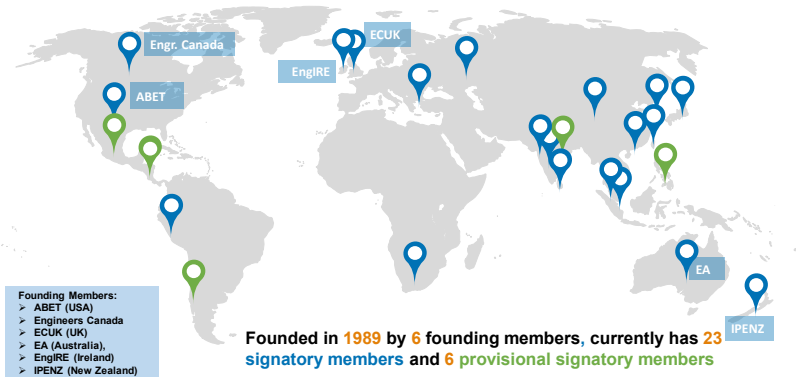 Engr. Canada
ECUK
EngIRE
ABET
EA
IPENZ
Founding Members:
➢ ABET (USA)
➢ Engineers Canada
➢ ECUK (UK)
➢ EA (Australia),
➢ EngIRE (Ireland)
➢ IPENZ (New Zealand)
Founded in 1989 by 6 founding members, currently has 23
signatory members and 6 provisional signatory members